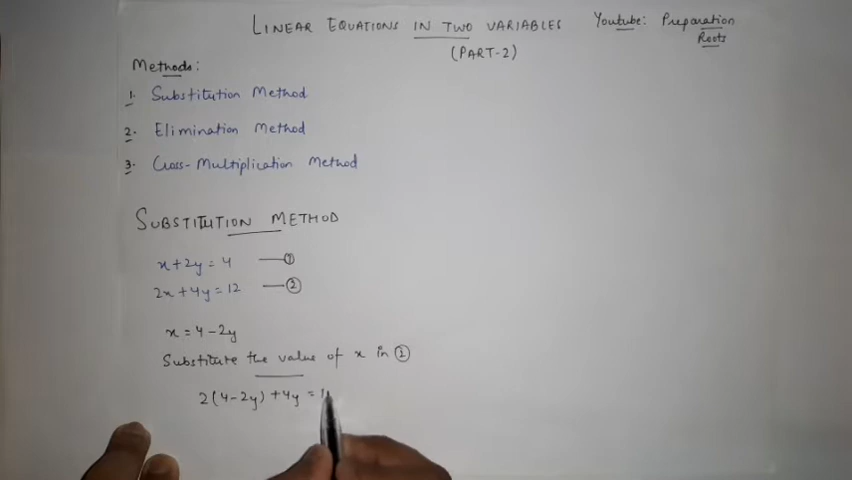 LINEAR EQUATIONS IN TWO VARIABLES
(PART-2)
Youtube: Preparation
Roots
Methods:
1. Substitution Method
2. Elimination Method
3. Cross-Multiplication Method
SUBSTITUTION METHOD
x+2y=4 —①
2x+4y=12 —②
x=4-2y
Substitute the value of x in ②
2(4-2y)+4y=1